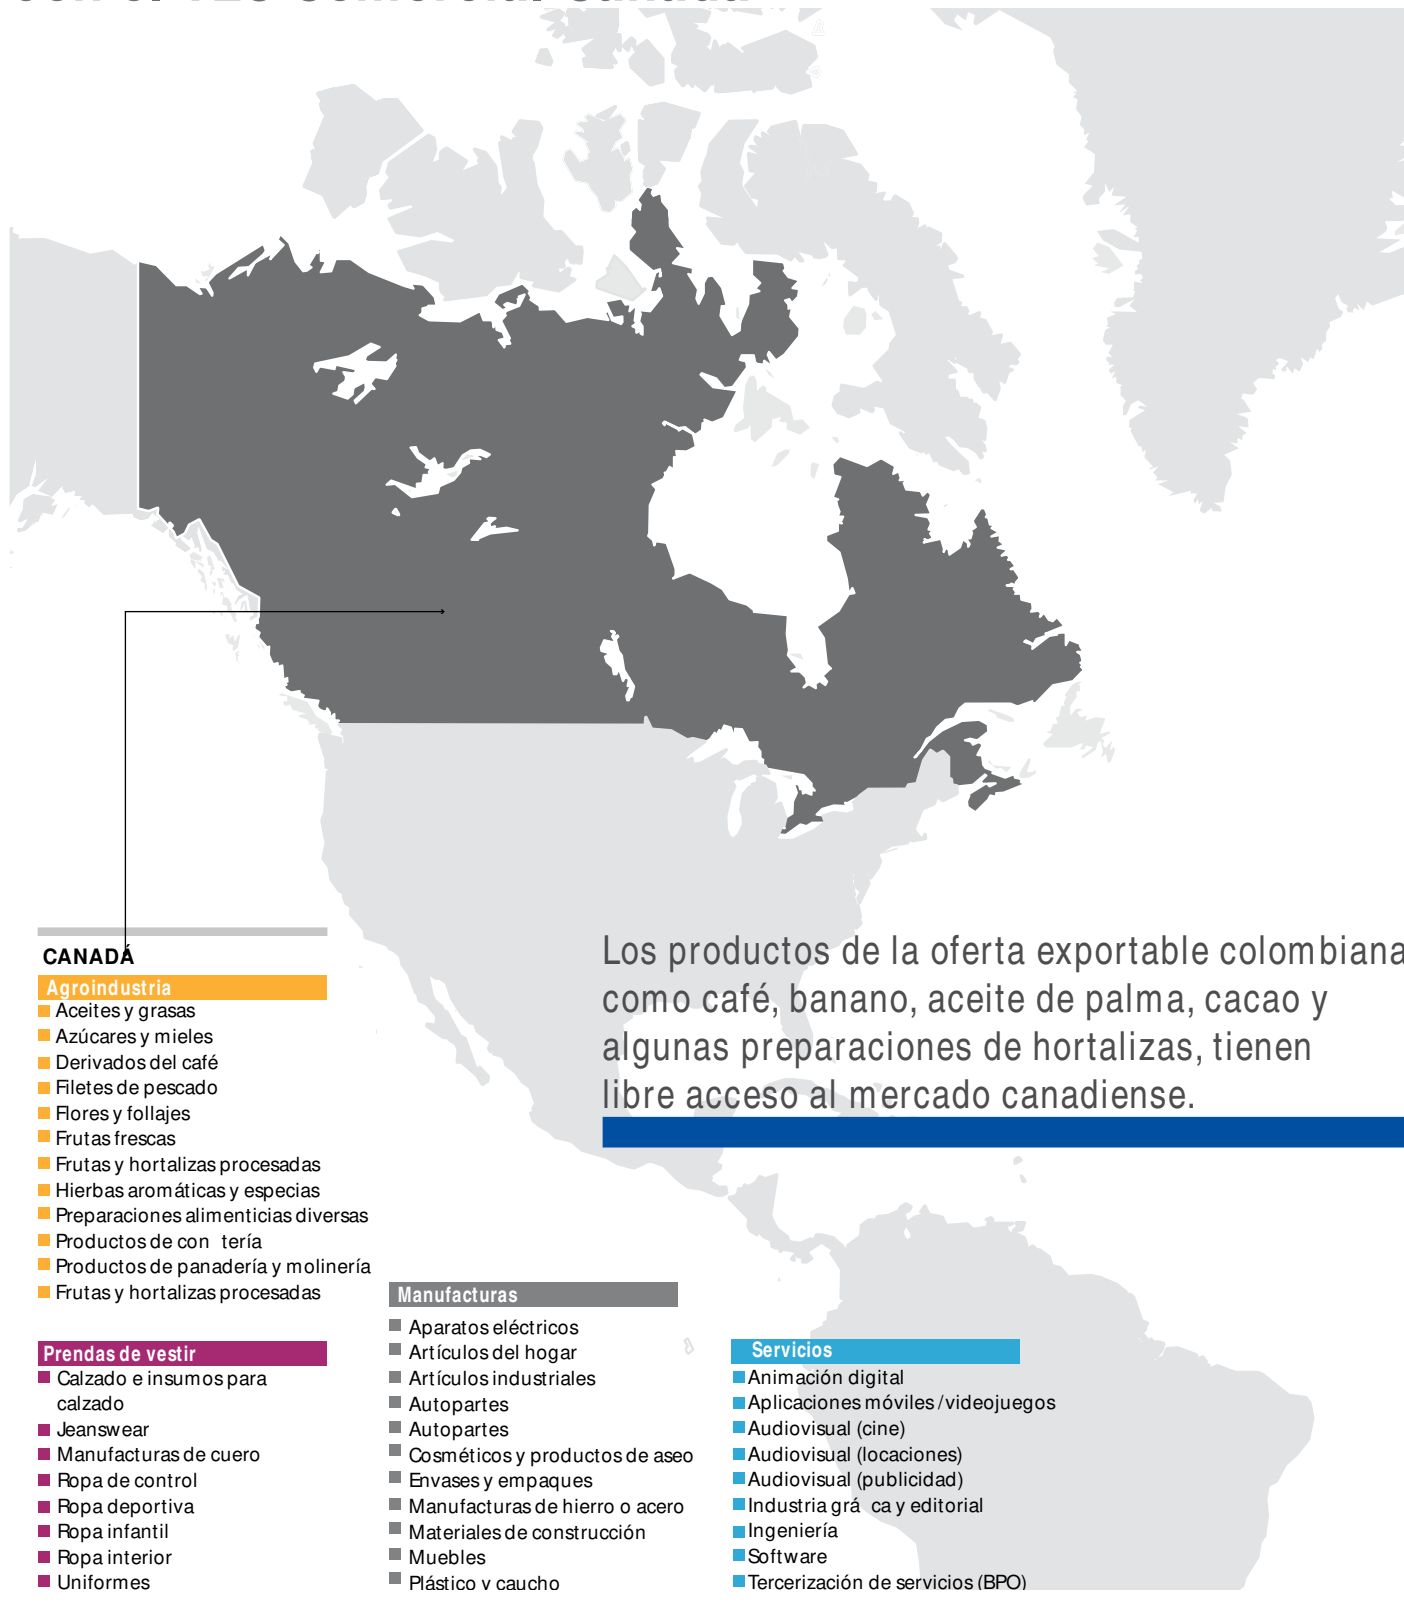 CANADÁ
Agroindustria
Aceites y grasas
Azúcares y mieles
Derivados del café
Filetes de pescado
Flores y follajes
Frutas frescas
Frutas y hortalizas procesadas
Hierbas aromáticas y especias
Preparaciones alimenticias diversas
Productos de con tería
Productos de panadería y molinería
Frutas y hortalizas procesadas
Prendas de vestir
Calzado e insumos para
calzado
Jeanswear
Manufacturas de cuero
Ropa de control
Ropa deportiva
Ropa infantil
Ropa interior
Uniformes
Manufacturas
Aparatos eléctricos
Artículos del hogar
Artículos industriales
Autopartes
Autopartes
Cosméticos y productos de aseo
Envases y empaques
Manufacturas de hierro o acero
Materiales de construcción
Muebles
Plástico y caucho
Servicios
Animación digital
Aplicaciones móviles / videojuegos
Audiovisual (cine)
Audiovisual (locaciones)
Audiovisual (publicidad)
Industria grá ca y editorial
Ingeniería
Software
Tercerización de servicios (BPO)
Los productos de la oferta exportable colombiana
como café, banano, aceite de palma, cacao y
algunas preparaciones de hortalizas, tienen
libre acceso al mercado canadiense.